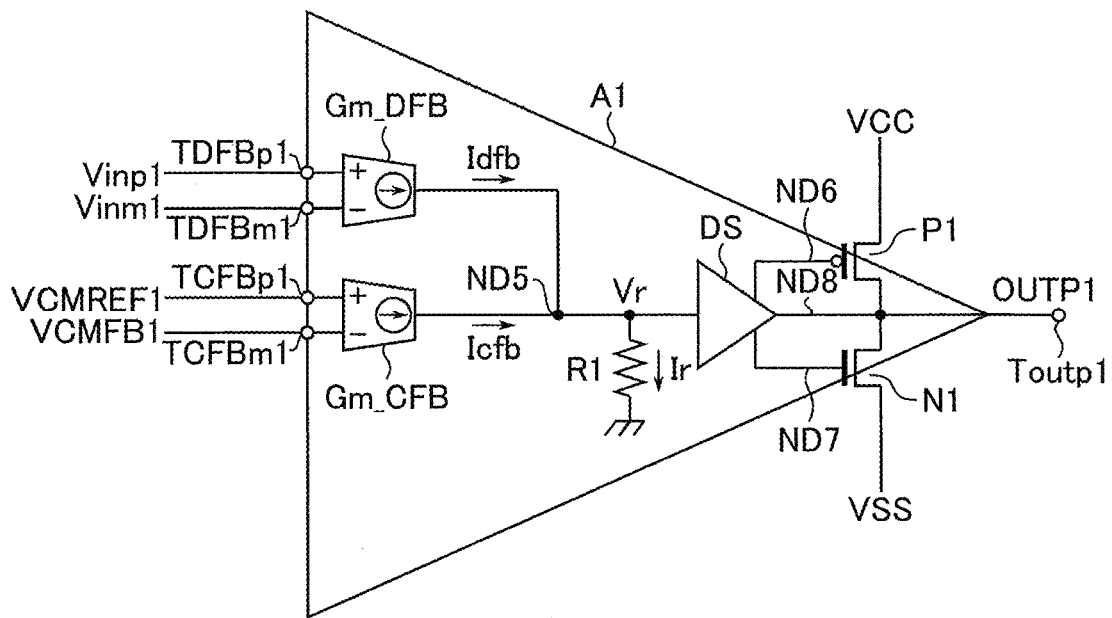 A1
Gm_DFB
VCC
TDFBp1
Idfb
Vinp1
+
ND6
Vinm1
−
DS
P1
TDFBm1
TCFBp1
ND5
Vr
ND8
OUTP1
VCMREF1
+
VCMFB1
−
Icfb
R1
Ir
Toutp1
TCFBm1
Gm_CFB
N1
ND7
VSS